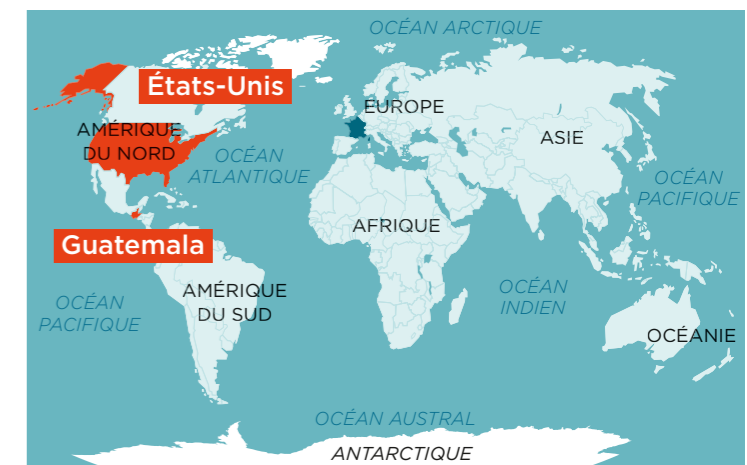 OCÉAN ARCTIQUE
États-Unis
EUROPE
AMÉRIQUE
DU NORD
ASIE
OCÉAN
ATLANTIQUE
OCÉAN
PACIFIQUE
AFRIQUE
Guatemala
AMÉRIQUE
DU SUD
OCÉAN
INDIEN
OCÉAN
PACIFIQUE
OCÉANIE
OCÉAN AUSTRAL
ANTARCTIQUE